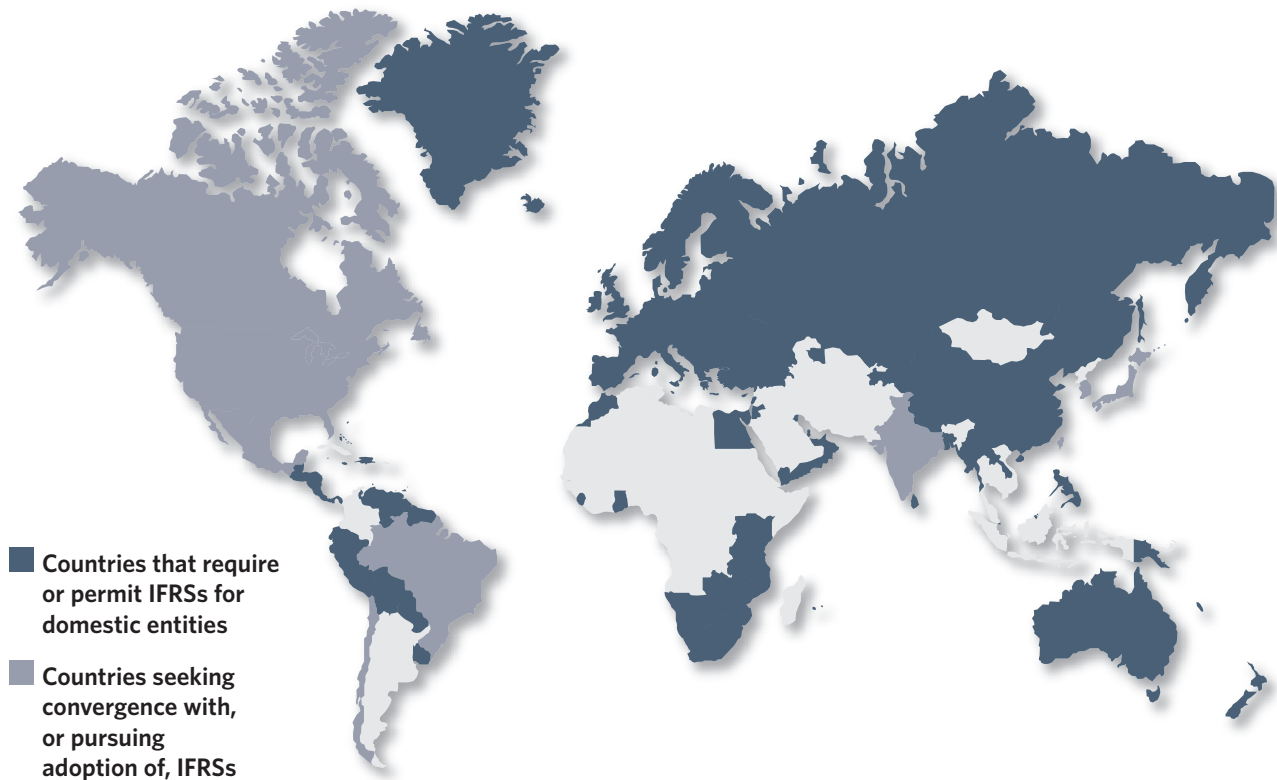 Countries that require
or permit IFRSs for
domestic entities
Countries seeking
convergence with,
or pursuing
adoption of, IFRSs